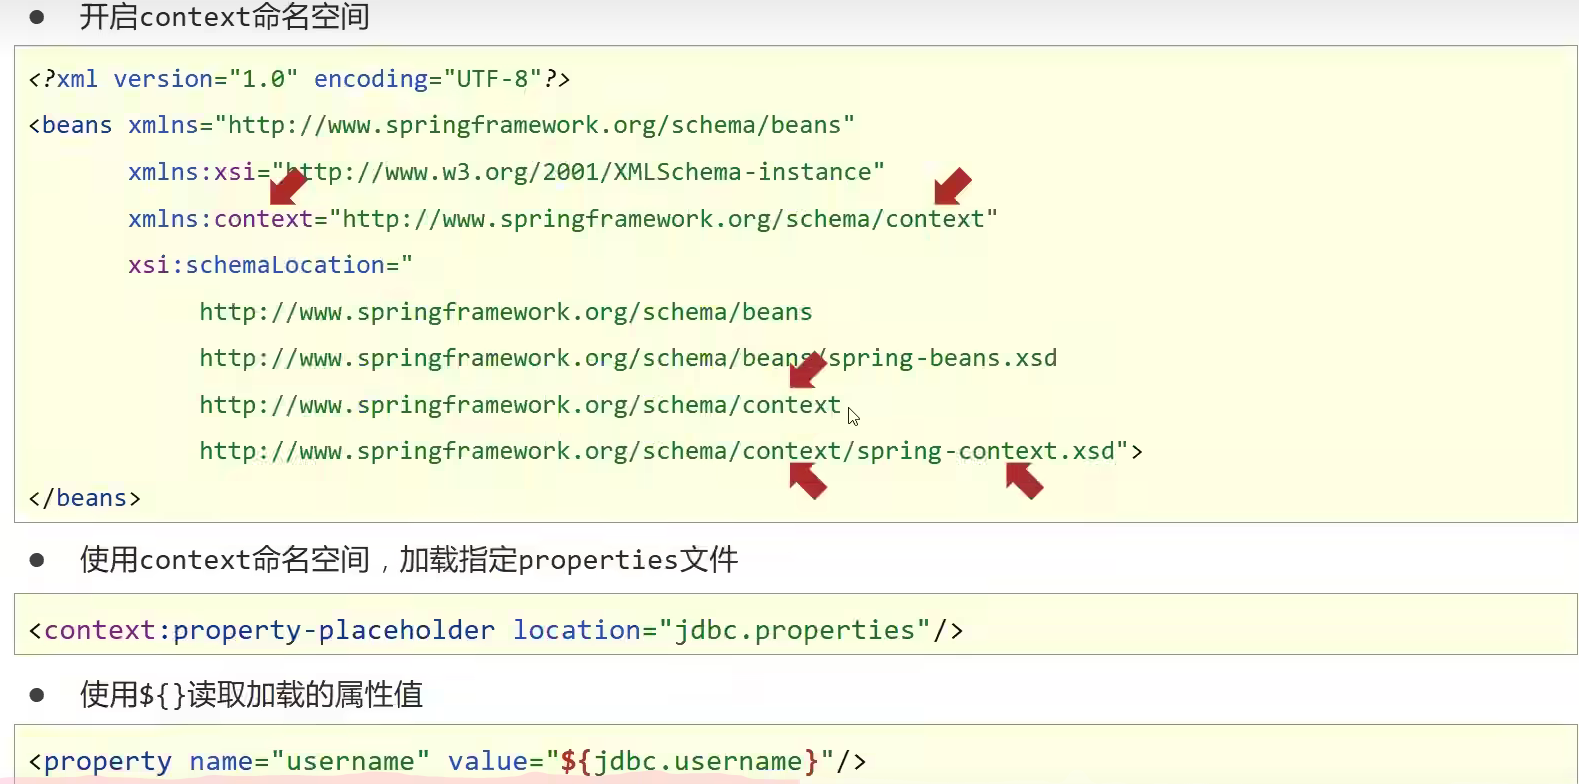 ● 开启context命名空间
<?xml version="1.0" encoding="UTF-8"?>
<beans xmlns="http://www.springframework.org/schema/beans"
xmlns:xsi="http://www.w3.org/2001/XMLSchema-instance"
xmlns:context="http://www.springframework.org/schema/context"
xsi:schemaLocation="
http://www.springframework.org/schema/beans
http://www.springframework.org/schema/beans/spring-beans.xsd
http://www.springframework.org/schema/context
http://www.springframework.org/schema/context/spring-context.xsd">
</beans>
● 使用context命名空间，加载指定properties文件
<context:property-placeholder location="jdbc.properties"/>
● 使用${}读取加载的属性值
<property name="username" value="${jdbc.username}"/>